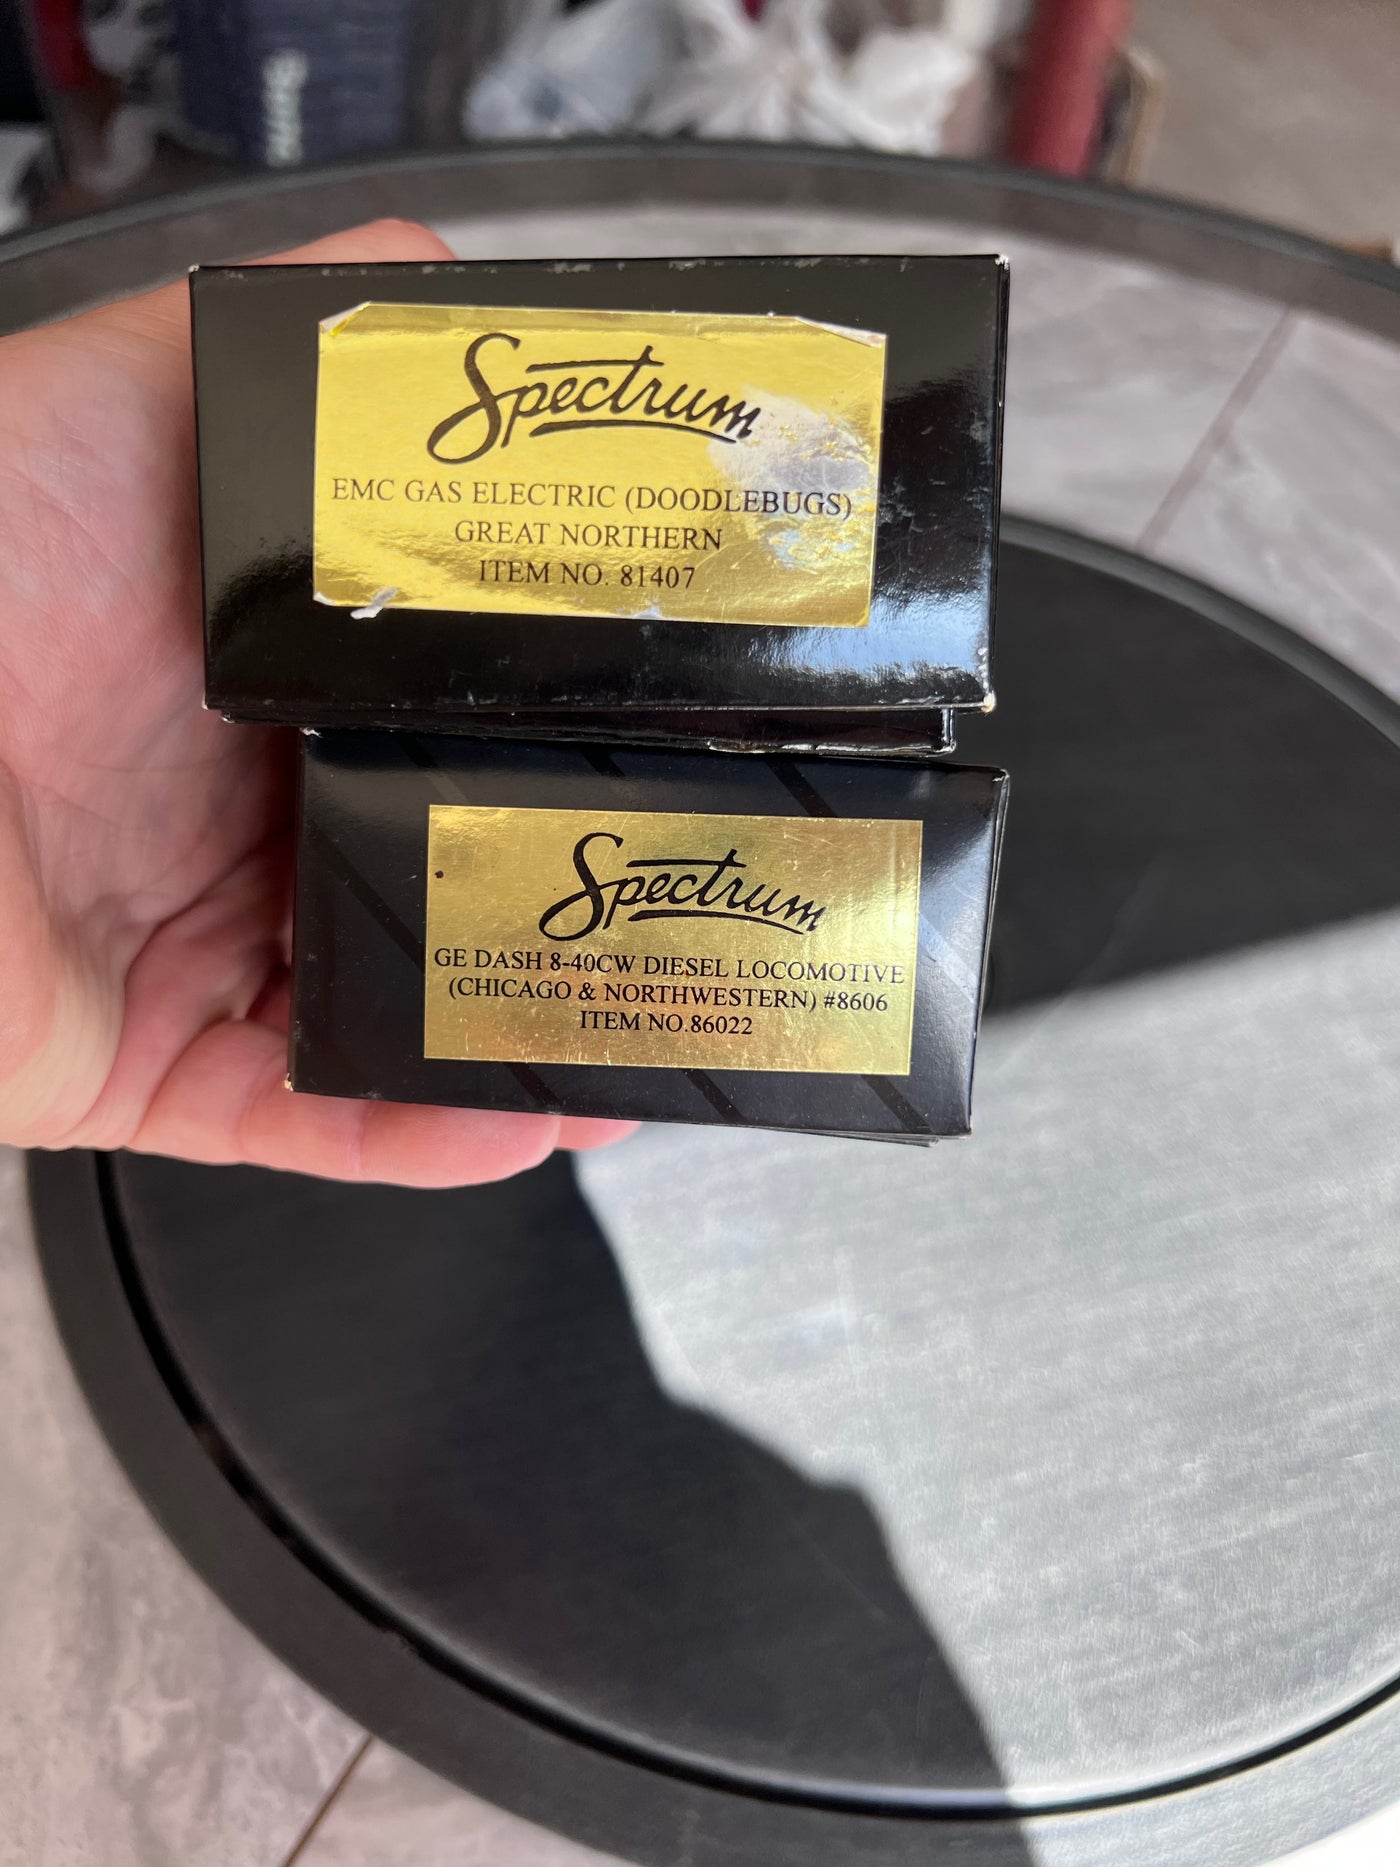 Spectrum
EMC GAS ELECTRIC (DOODLEBUGS)
GREAT NORTHERN
ITEM NO. 81407
Spectrum
GE DASH 8-40CW DIESEL LOCOMOTIVE
(CHICAGO & NORTHWESTERN) #8606
ITEM NO.86022